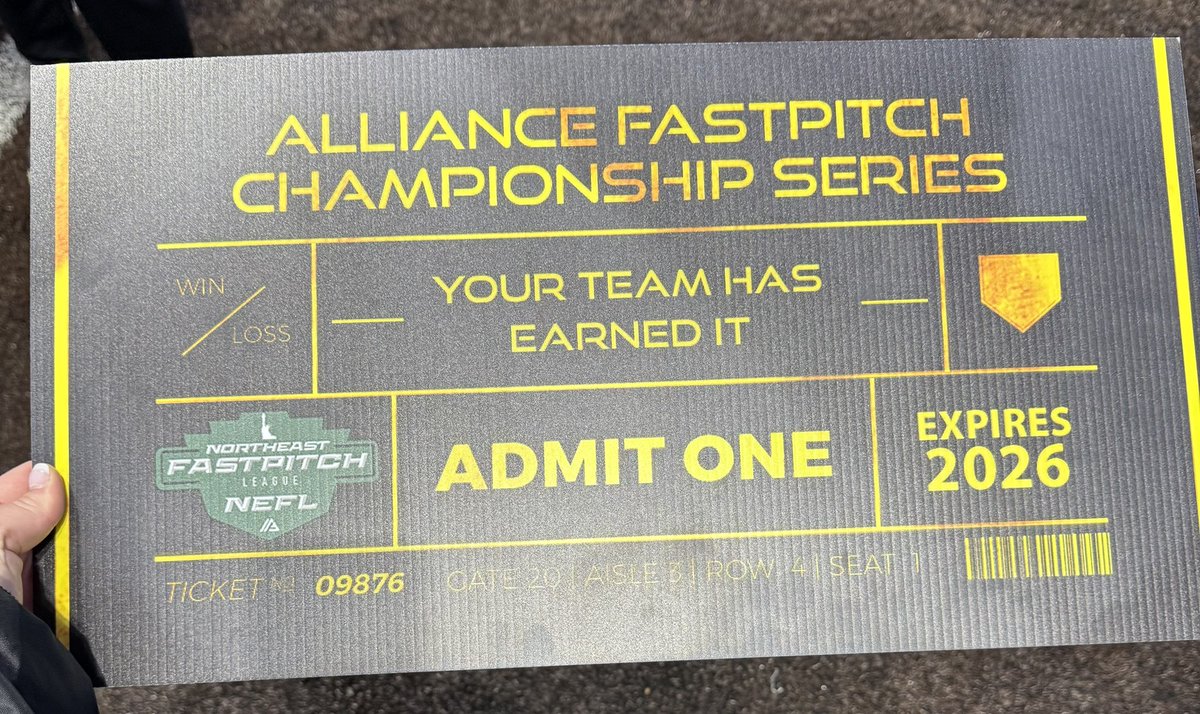 ALLIANCE FASTPITCH
CHAMPIONSHIP SERIES
WIN
LOSS
YOUR TEAM HAS
EARNED IT
NORTHEAST
FASTPITCH
LEAGUE
NEFL
ADMIT ONE
EXPIRES
2026
TICKET NO. 09876 GATE 20 | AISLE 3 | ROW 4 | SEAT 1